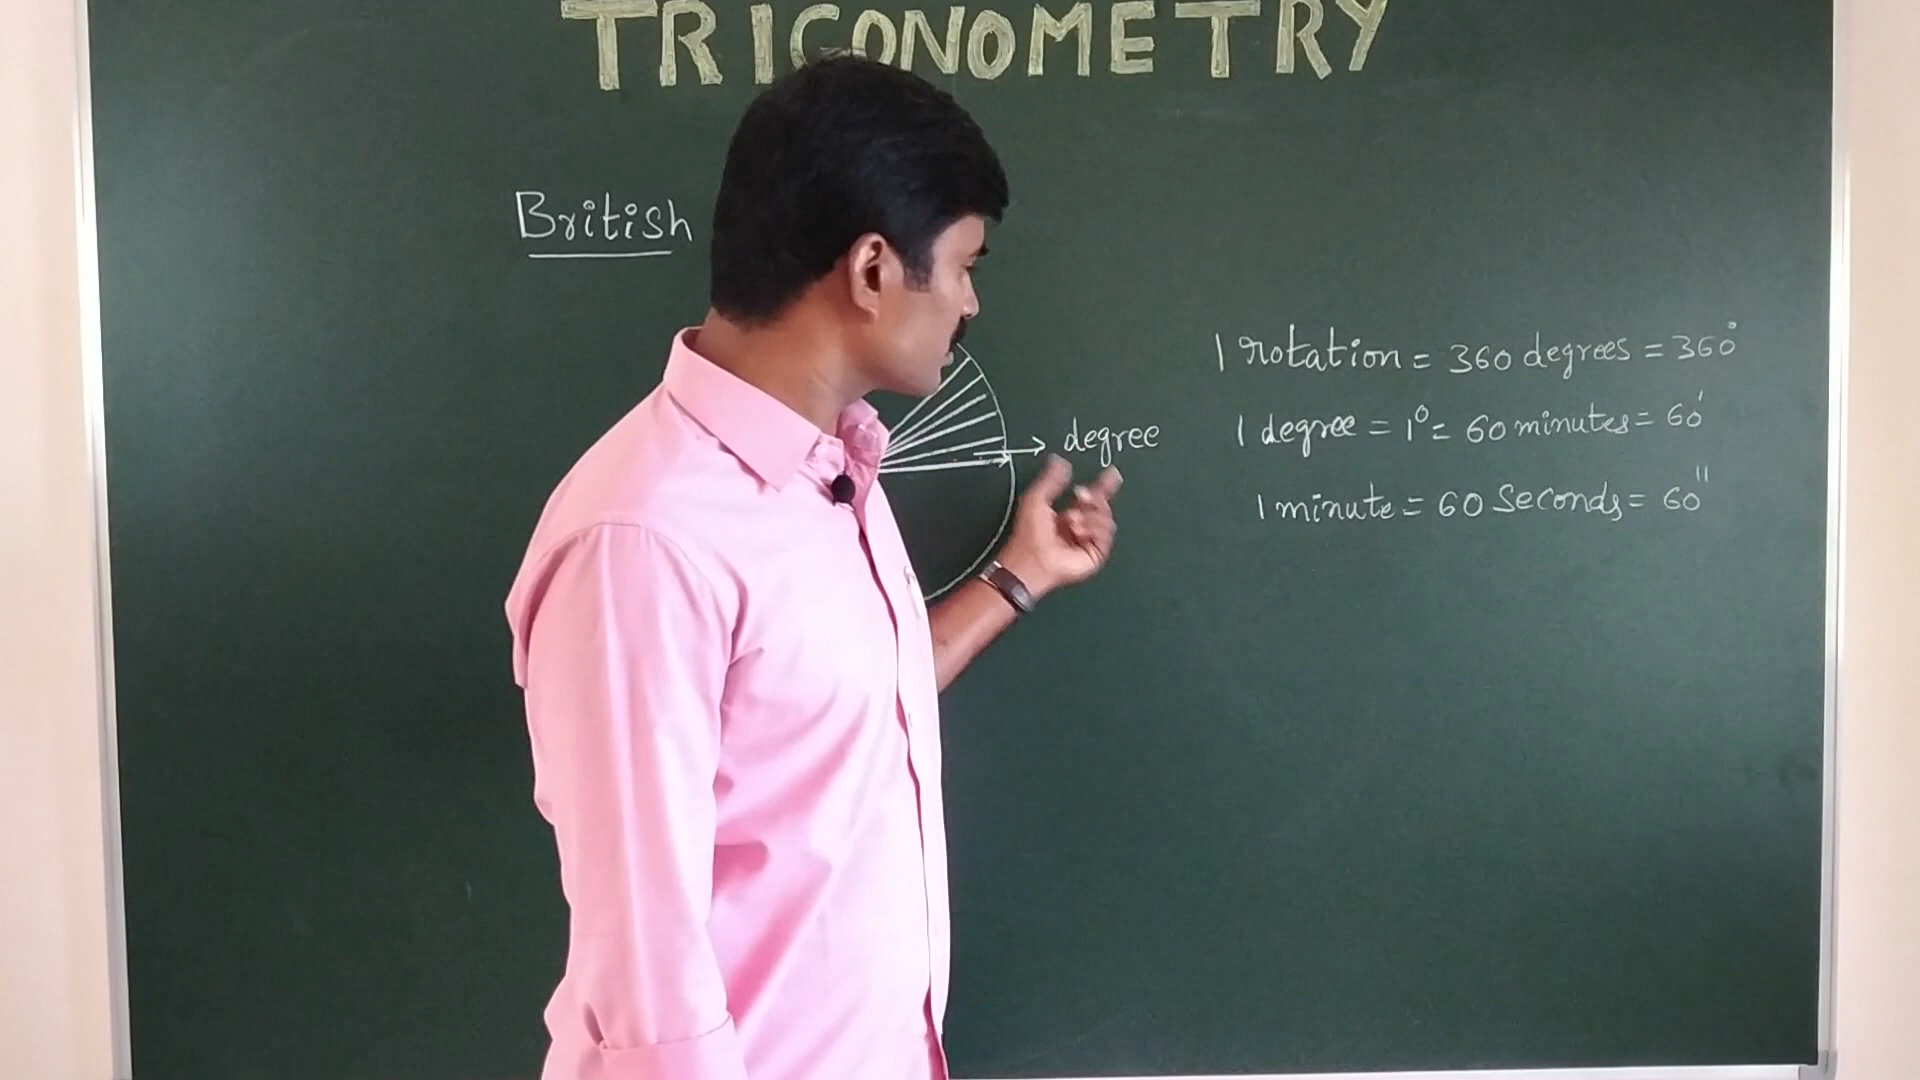 TRIGONOMETRY
British
degree
1 rotation = 360 degrees = 360°
1 degree = 1° = 60 minutes = 60'
1 minute = 60 Seconds = 60"